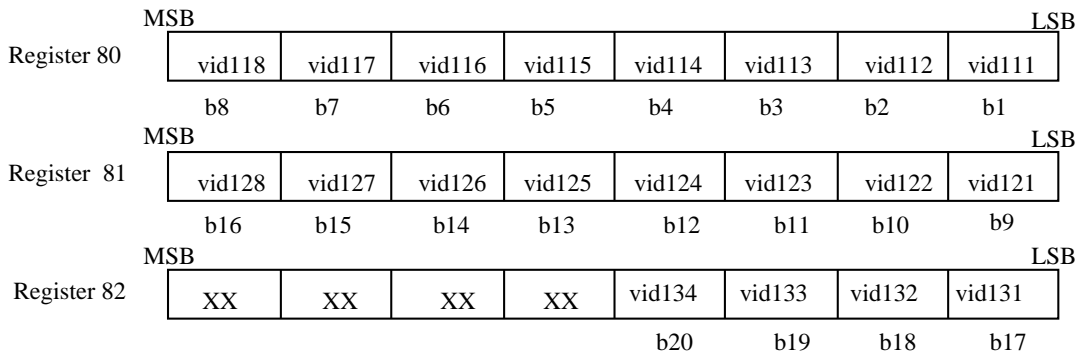 MSB LSB
Register 80 vid118 vid117 vid116 vid115 vid114 vid113 vid112 vid111
b8 b7 b6 b5 b4 b3 b2 b1
MSB LSB
Register 81 vid128 vid127 vid126 vid125 vid124 vid123 vid122 vid121
b16 b15 b14 b13 b12 b11 b10 b9
MSB LSB
Register 82 XX XX XX XX vid134 vid133 vid132 vid131
b20 b19 b18 b17